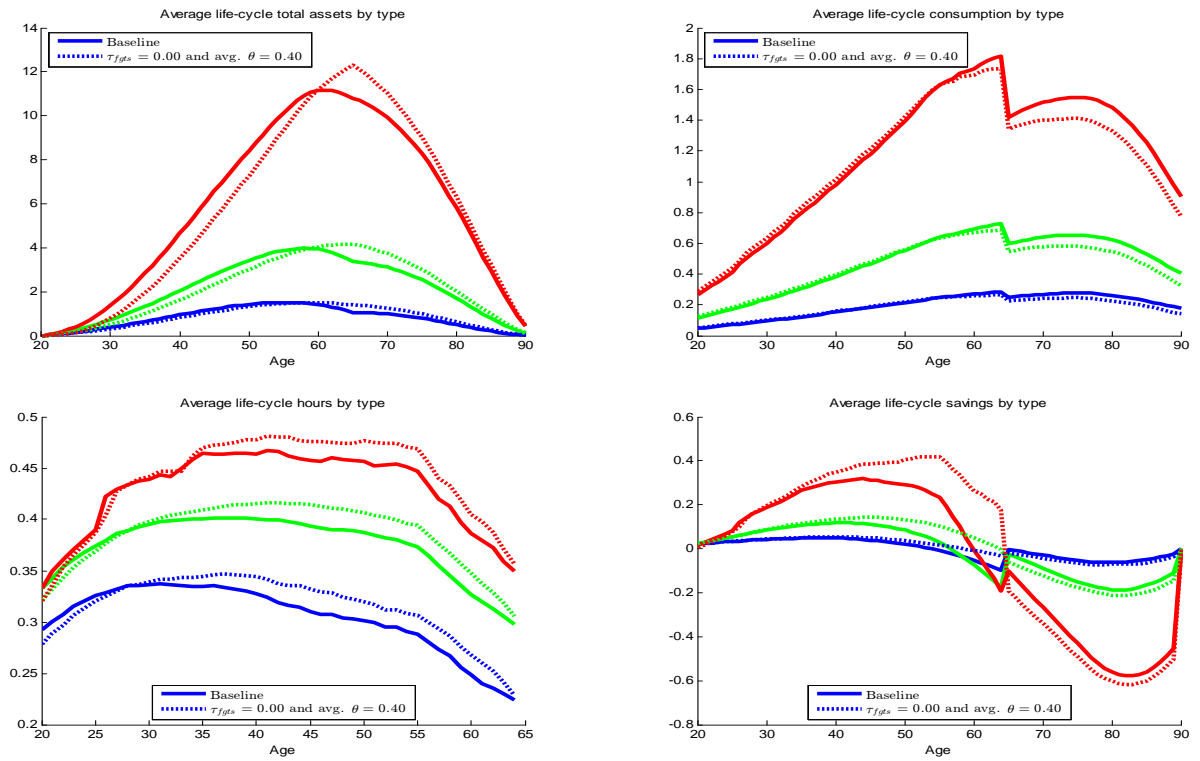 Average life-cycle total assets by type
14
12
10
8
6
4
2
0
Baseline
τfgts = 0.00 and avg. θ = 0.40
20 30 40 50 60 70 80 90
Age
Average life-cycle consumption by type
2
1.8
1.6
1.4
1.2
1
0.8
0.6
0.4
0.2
0
Baseline
τfgts = 0.00 and avg. θ = 0.40
20 30 40 50 60 70 80 90
Age
Average life-cycle hours by type
0.5
0.45
0.4
0.35
0.3
0.25
0.2
Baseline
τfgts = 0.00 and avg. θ = 0.40
20 25 30 35 40 45 50 55 60 65
Age
Average life-cycle savings by type
0.6
0.4
0.2
0
-0.2
-0.4
-0.6
-0.8
Baseline
τfgts = 0.00 and avg. θ = 0.40
20 30 40 50 60 70 80 90
Age